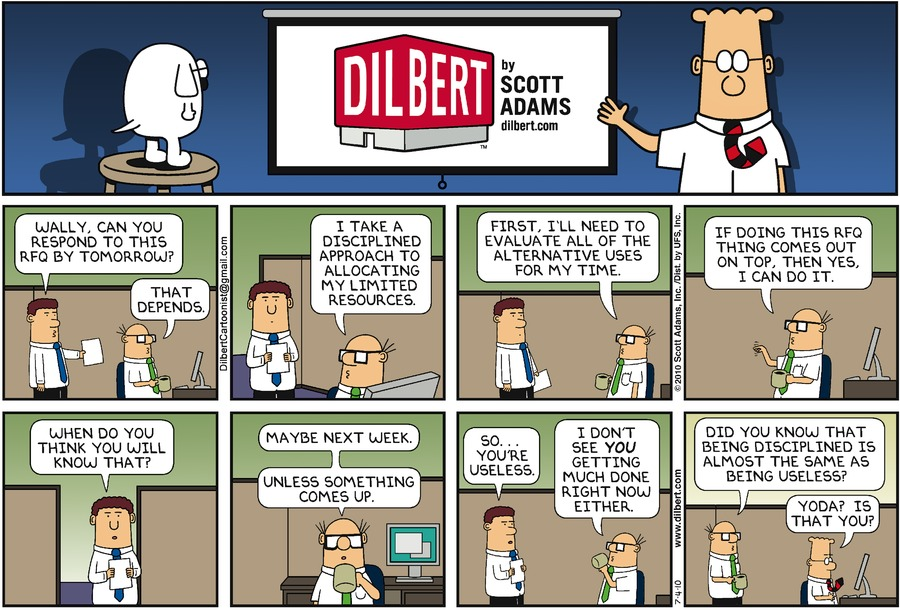 DILBERT
™
by
SCOTT
ADAMS
dilbert.com
WALLY, CAN YOU
RESPOND TO THIS
RFQ BY TOMORROW?
THAT
DEPENDS.
DilbertCartoonist@gmail.com
I TAKE A
DISCIPLINED
APPROACH TO
ALLOCATING
MY LIMITED
RESOURCES.
FIRST, I'LL NEED TO
EVALUATE ALL OF THE
ALTERNATIVE USES
FOR MY TIME.
©2010 Scott Adams, Inc. /Dist. by UFS, Inc.
IF DOING THIS RFQ
THING COMES OUT
ON TOP, THEN YES,
I CAN DO IT.
WHEN DO YOU
THINK YOU WILL
KNOW THAT?
MAYBE NEXT WEEK.
UNLESS SOMETHING
COMES UP.
SO...
YOU'RE
USELESS.
I DON'T
SEE YOU
GETTING
MUCH DONE
RIGHT NOW
EITHER.
7-4-10 www.dilbert.com
DID YOU KNOW THAT
BEING DISCIPLINED IS
ALMOST THE SAME AS
BEING USELESS?
YODA? IS
THAT YOU?